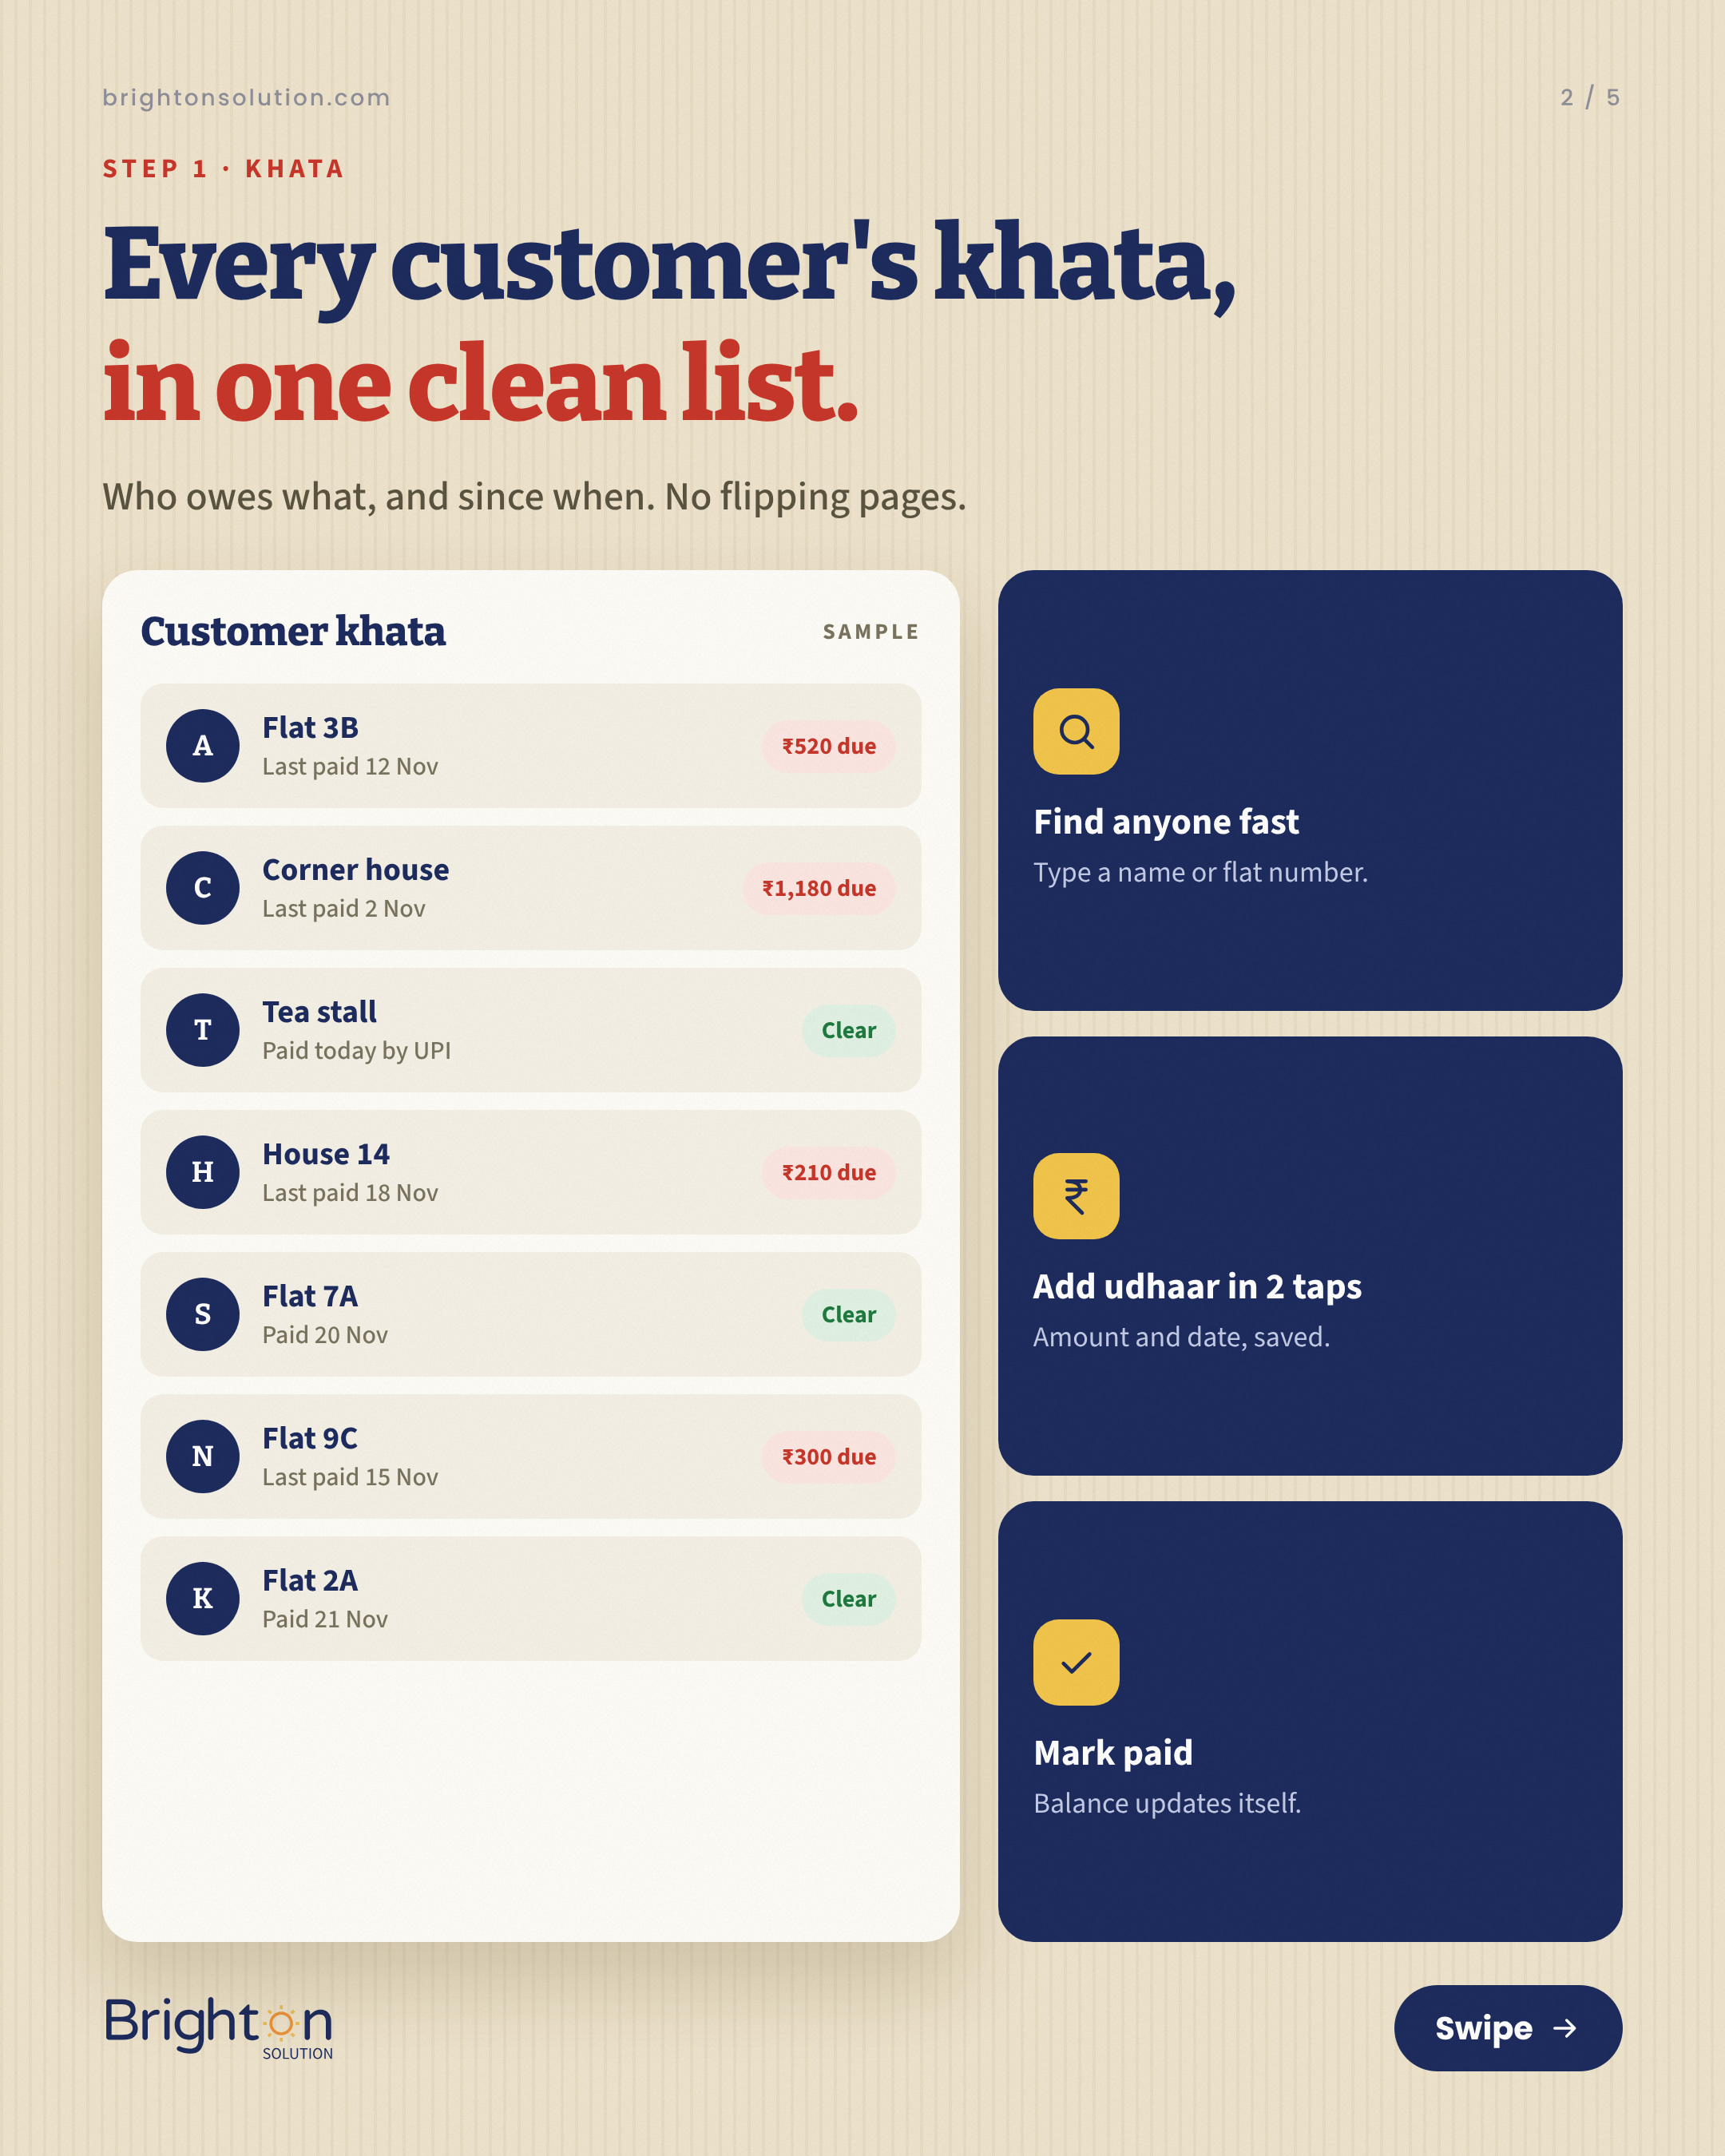 brightonsolution.com
2 / 5
STEP 1 · KHATA
Every customer's khata,
in one clean list.
Who owes what, and since when. No flipping pages.
Customer khata
SAMPLE
A
Flat 3B
Last paid 12 Nov
₹520 due
C
Corner house
Last paid 2 Nov
₹1,180 due
T
Tea stall
Paid today by UPI
Clear
H
House 14
Last paid 18 Nov
₹210 due
S
Flat 7A
Paid 20 Nov
Clear
N
Flat 9C
Last paid 15 Nov
₹300 due
K
Flat 2A
Paid 21 Nov
Clear
Find anyone fast
Type a name or flat number.
₹
Add udhaar in 2 taps
Amount and date, saved.
Mark paid
Balance updates itself.
Brighton
SOLUTION
Swipe →